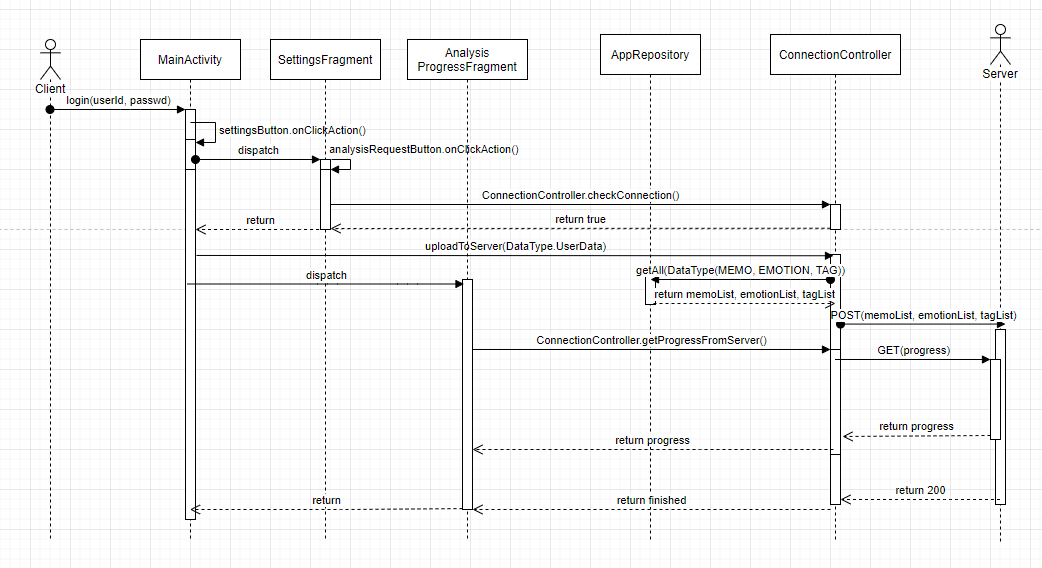 MainActivity
SettingsFragment
Analysis
ProgressFragment
AppRepository
ConnectionController
Client
Server
login(userId, passwd)
settingsButton.onClickAction()
dispatch
analysisRequestButton.onClickAction()
ConnectionController.checkConnection()
return
return true
uploadToServer(DataType.UserData)
dispatch
getAll(DataType(MEMO, EMOTION, TAG))
return memoList, emotionList, tagList
POST(memoList, emotionList, tagList)
ConnectionController.getProgressFromServer()
GET(progress)
return progress
return progress
return 200
return
return finished